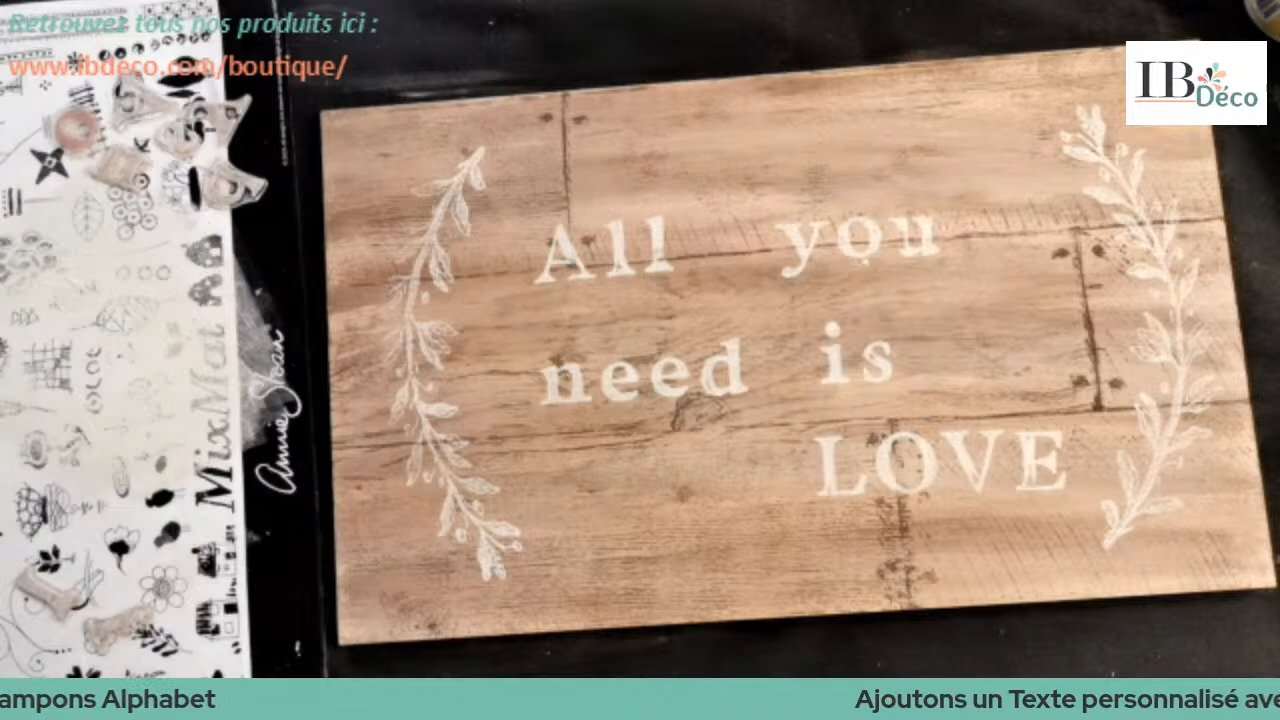 Retrouvez tous nos produits ici :
www.ibdeco.com/boutique/
IB
Déco
All you
need is
LOVE
MixMat
Annie Sloan
ampons Alphabet
Ajoutons un Texte personnalisé ave